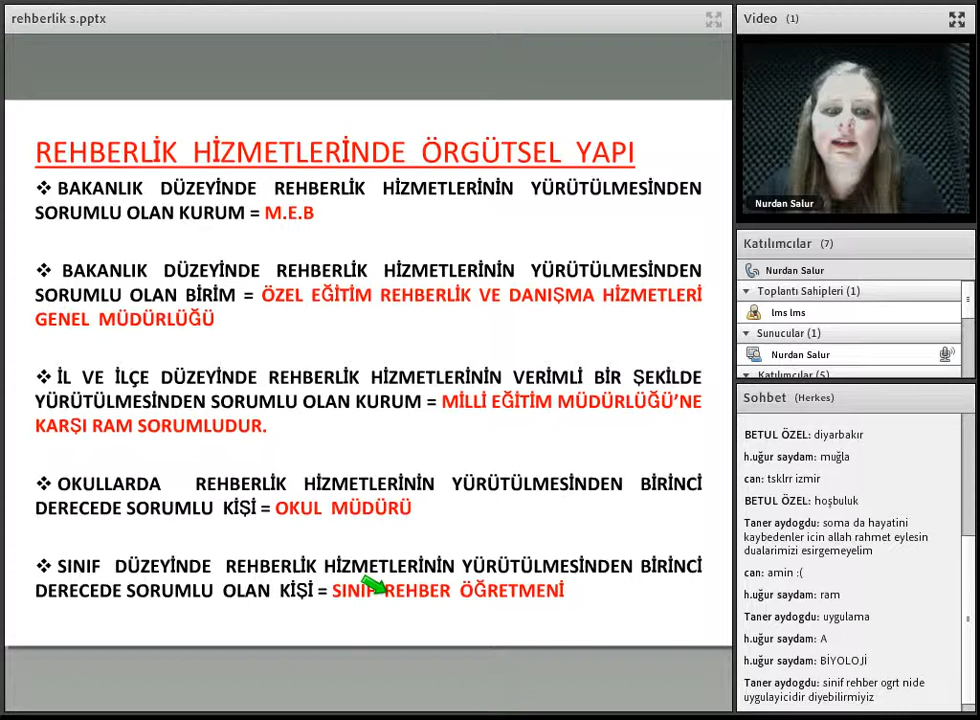 rehberlik s.pptx
REHBERLİK HİZMETLERİNDE ÖRGÜTSEL YAPI
❖ BAKANLIK DÜZEYİNDE REHBERLİK HİZMETLERİNİN YÜRÜTÜLMESİNDEN
SORUMLU OLAN KURUM = M.E.B
❖ BAKANLIK DÜZEYİNDE REHBERLİK HİZMETLERİNİN YÜRÜTÜLMESİNDEN
SORUMLU OLAN BİRİM = ÖZEL EĞİTİM REHBERLİK VE DANIŞMA HİZMETLERİ
GENEL MÜDÜRLÜĞÜ
❖ İL VE İLÇE DÜZEYİNDE REHBERLİK HİZMETLERİNİN VERİMLİ BİR ŞEKİLDE
YÜRÜTÜLMESİNDEN SORUMLU OLAN KURUM = MİLLİ EĞİTİM MÜDÜRLÜĞÜ'NE
KARŞI RAM SORUMLUDUR.
❖ OKULLARDA REHBERLİK HİZMETLERİNİN YÜRÜTÜLMESİNDEN BİRİNCİ
DERECEDE SORUMLU KİŞİ = OKUL MÜDÜRÜ
❖ SINIF DÜZEYİNDE REHBERLİK HİZMETLERİNİN YÜRÜTÜLMESİNDEN BİRİNCİ
DERECEDE SORUMLU OLAN KİŞİ = SINIF REHBER ÖĞRETMENİ
Video (1)
Nurdan Salur
Katılımcılar (7)
Nurdan Salur
Toplantı Sahipleri (1)
lms lms
Sunucular (1)
Nurdan Salur
Katılımcılar (5)
Sohbet (Herkes)
BETUL ÖZEL: diyarbakır
h.uğur saydam: muğla
can: tsklrr izmir
BETUL ÖZEL: hoşbuluk
Taner aydogdu: soma da hayatini
kaybedenler icin allah rahmet eylesin
dualarimizi esirgemeyelim
can: amin :(
h.uğur saydam: ram
Taner aydogdu: uygulama
h.uğur saydam: A
h.uğur saydam: BİYOLOJİ
Taner aydogdu: sinif rehber ogrt nide
uygulayicidir diyebilirmiyiz